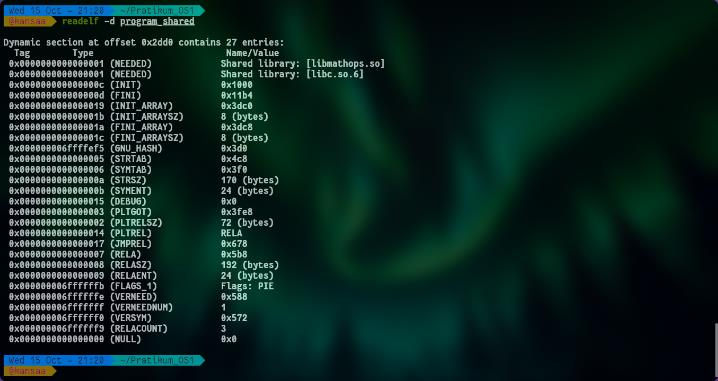 Wed 15 Oct - 21:20 ~/Pratikum_OS1
@kansaa readelf -d program_shared
Dynamic section at offset 0x2dd0 contains 27 entries:
Tag Type Name/Value
0x0000000000000001 (NEEDED) Shared library: [libmathops.so]
0x0000000000000001 (NEEDED) Shared library: [libc.so.6]
0x000000000000000c (INIT) 0x1000
0x000000000000000d (FINI) 0x11b4
0x0000000000000019 (INIT_ARRAY) 0x3dc0
0x000000000000001b (INIT_ARRAYSZ) 8 (bytes)
0x000000000000001a (FINI_ARRAY) 0x3dc8
0x000000000000001c (FINI_ARRAYSZ) 8 (bytes)
0x000000006ffffef5 (GNU_HASH) 0x3d0
0x0000000000000005 (STRTAB) 0x4c8
0x0000000000000006 (SYMTAB) 0x3f0
0x000000000000000a (STRSZ) 170 (bytes)
0x000000000000000b (SYMENT) 24 (bytes)
0x0000000000000015 (DEBUG) 0x0
0x0000000000000003 (PLTGOT) 0x3fe8
0x0000000000000002 (PLTRELSZ) 72 (bytes)
0x0000000000000014 (PLTREL) RELA
0x0000000000000017 (JMPREL) 0x678
0x0000000000000007 (RELA) 0x5b8
0x0000000000000008 (RELASZ) 192 (bytes)
0x0000000000000009 (RELAENT) 24 (bytes)
0x000000006ffffffb (FLAGS_1) Flags: PIE
0x000000006ffffffe (VERNEED) 0x588
0x000000006fffffff (VERNEEDNUM) 1
0x000000006ffffff0 (VERSYM) 0x572
0x000000006ffffff9 (RELACOUNT) 3
0x0000000000000000 (NULL) 0x0
Wed 15 Oct - 21:20 ~/Pratikum_OS1
@kansaa